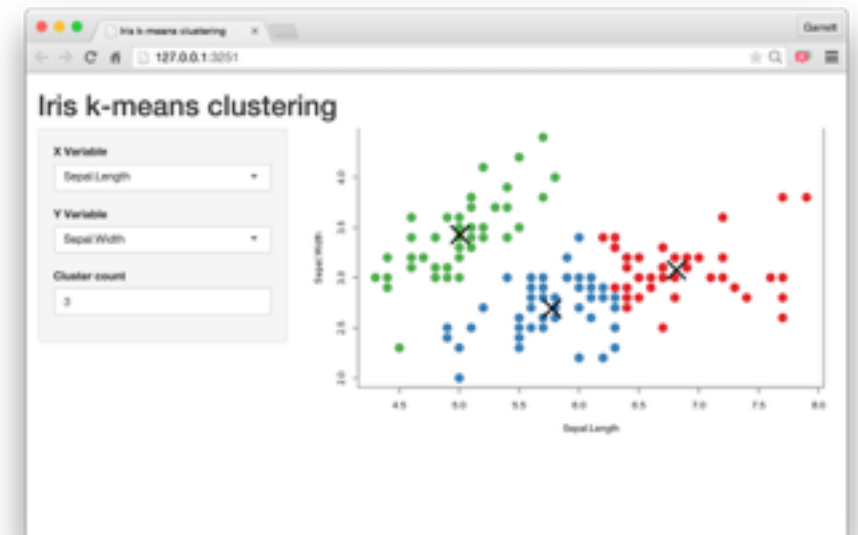 Iris k-means clustering
Garrett
127.0.0.1:3251
Iris k-means clustering
X Variable
Sepal.Length
Y Variable
Sepal.Width
Cluster count
3
Sepal.Width
4.0
3.5
3.0
2.5
2.0
4.5 5.0 5.5 6.0 6.5 7.0 7.5 8.0
Sepal.Length